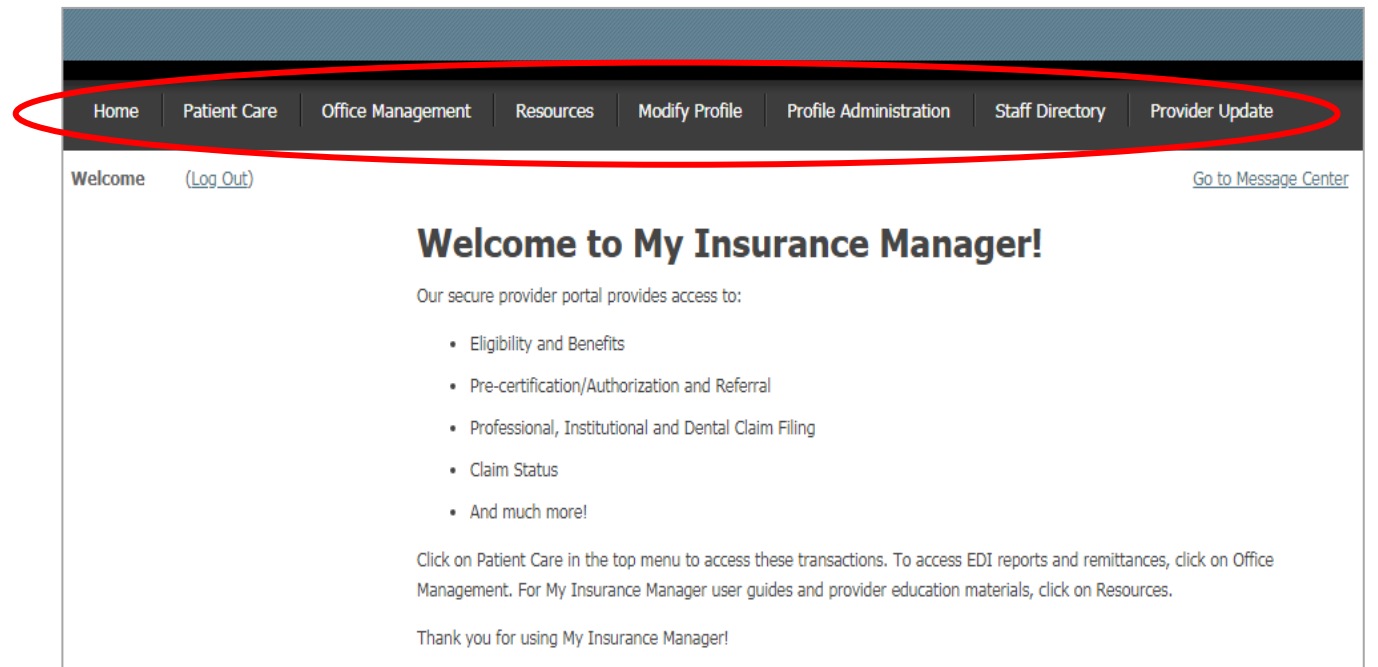 Home Patient Care Office Management Resources Modify Profile Profile Administration Staff Directory Provider Update
Welcome (Log Out) Go to Message Center
Welcome to My Insurance Manager!
Our secure provider portal provides access to:
• Eligibility and Benefits
• Pre-certification/Authorization and Referral
• Professional, Institutional and Dental Claim Filing
• Claim Status
• And much more!
Click on Patient Care in the top menu to access these transactions. To access EDI reports and remittances, click on Office
Management. For My Insurance Manager user guides and provider education materials, click on Resources.
Thank you for using My Insurance Manager!